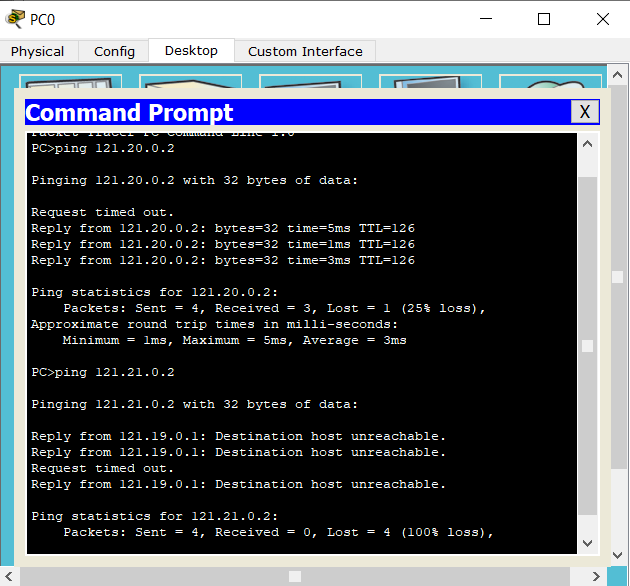 PC0
Physical Config Desktop Custom Interface
Command Prompt X
Packet Tracer PC Command Line 1.0
PC>ping 121.20.0.2
Pinging 121.20.0.2 with 32 bytes of data:
Request timed out.
Reply from 121.20.0.2: bytes=32 time=5ms TTL=126
Reply from 121.20.0.2: bytes=32 time=1ms TTL=126
Reply from 121.20.0.2: bytes=32 time=3ms TTL=126
Ping statistics for 121.20.0.2:
Packets: Sent = 4, Received = 3, Lost = 1 (25% loss),
Approximate round trip times in milli-seconds:
Minimum = 1ms, Maximum = 5ms, Average = 3ms
PC>ping 121.21.0.2
Pinging 121.21.0.2 with 32 bytes of data:
Reply from 121.19.0.1: Destination host unreachable.
Reply from 121.19.0.1: Destination host unreachable.
Request timed out.
Reply from 121.19.0.1: Destination host unreachable.
Ping statistics for 121.21.0.2:
Packets: Sent = 4, Received = 0, Lost = 4 (100% loss),